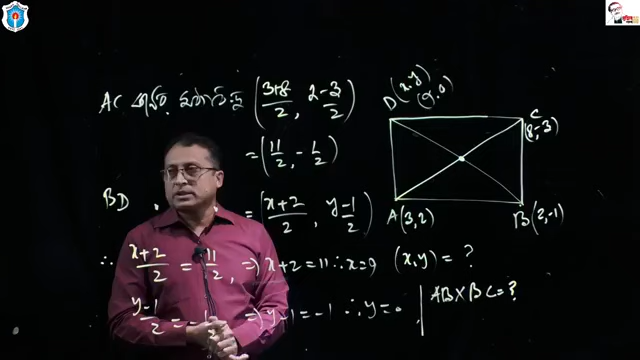 AC এর মধ্যবিন্দু (3+8/2, 2-3/2)
= (11/2, -1/2)
BD " " = (x+2/2, y-1/2)
∴ x+2/2 = 11/2, => x+2=11 ∴ x=9
y-1/2 = -1 => y-1=-1 ∴ y=0
D (x,y)
(9,0)
C
(8,-3)
A (3,2)
B (2,-1)
(x,y) = ?
AB×BC=?